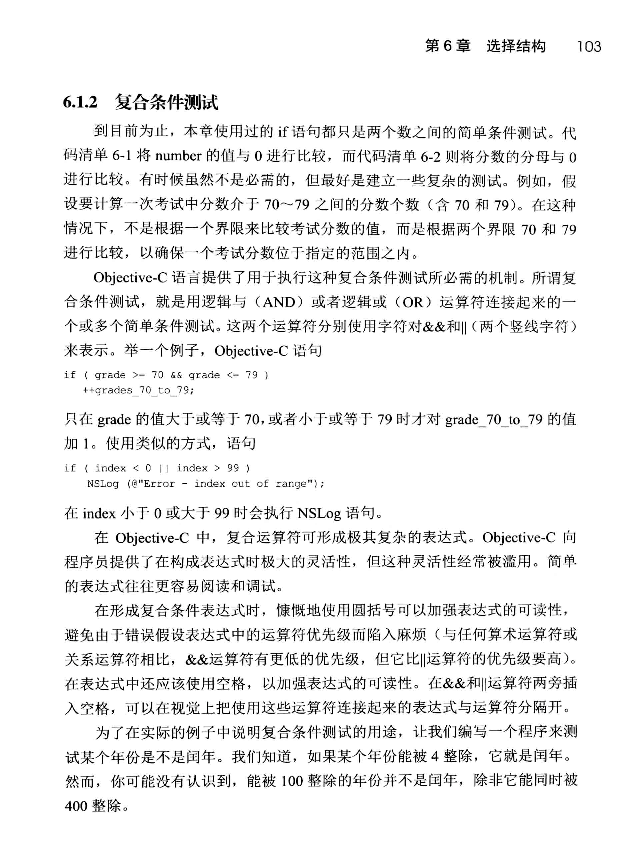 第 6 章 选择结构 103
6.1.2 复合条件测试
到目前为止，本章使用过的 if 语句都只是两个数之间的简单条件测试。代
码清单 6-1 将 number 的值与 0 进行比较，而代码清单 6-2 则将分数的分母与 0
进行比较。有时候虽然不是必需的，但最好是建立一些复杂的测试。例如，假
设要计算一次考试中分数介于 70～79 之间的分数个数（含 70 和 79）。在这种
情况下，不是根据一个界限来比较考试分数的值，而是根据两个界限 70 和 79
进行比较，以确保一个考试分数位于指定的范围之内。
Objective-C 语言提供了用于执行这种复合条件测试所必需的机制。所谓复
合条件测试，就是用逻辑与（AND）或者逻辑或（OR）运算符连接起来的一
个或多个简单条件测试。这两个运算符分别使用字符对&&和||（两个竖线字符）
来表示。举一个例子，Objective-C 语句
if ( grade >= 70 && grade <= 79 )
++grades_70_to_79;
只在 grade 的值大于或等于 70，或者小于或等于 79 时才对 grade_70_to_79 的值
加 1。使用类似的方式，语句
if ( index < 0 || index > 99 )
NSLog (@"Error - index out of range");
在 index 小于 0 或大于 99 时会执行 NSLog 语句。
在 Objective-C 中，复合运算符可形成极其复杂的表达式。Objective-C 向
程序员提供了在构成表达式时极大的灵活性，但这种灵活性经常被滥用。简单
的表达式往往更容易阅读和调试。
在形成复合条件表达式时，慷慨地使用圆括号可以加强表达式的可读性，
避免由于错误假设表达式中的运算符优先级而陷入麻烦（与任何算术运算符或
关系运算符相比，&&运算符有更低的优先级，但它比||运算符的优先级要高）。
在表达式中还应该使用空格，以加强表达式的可读性。在&&和||运算符两旁插
入空格，可以在视觉上把使用这些运算符连接起来的表达式与运算符分隔开。
为了在实际的例子中说明复合条件测试的用途，让我们编写一个程序来测
试某个年份是不是闰年。我们知道，如果某个年份能被 4 整除，它就是闰年。
然而，你可能没有认识到，能被 100 整除的年份并不是闰年，除非它能同时被
400 整除。